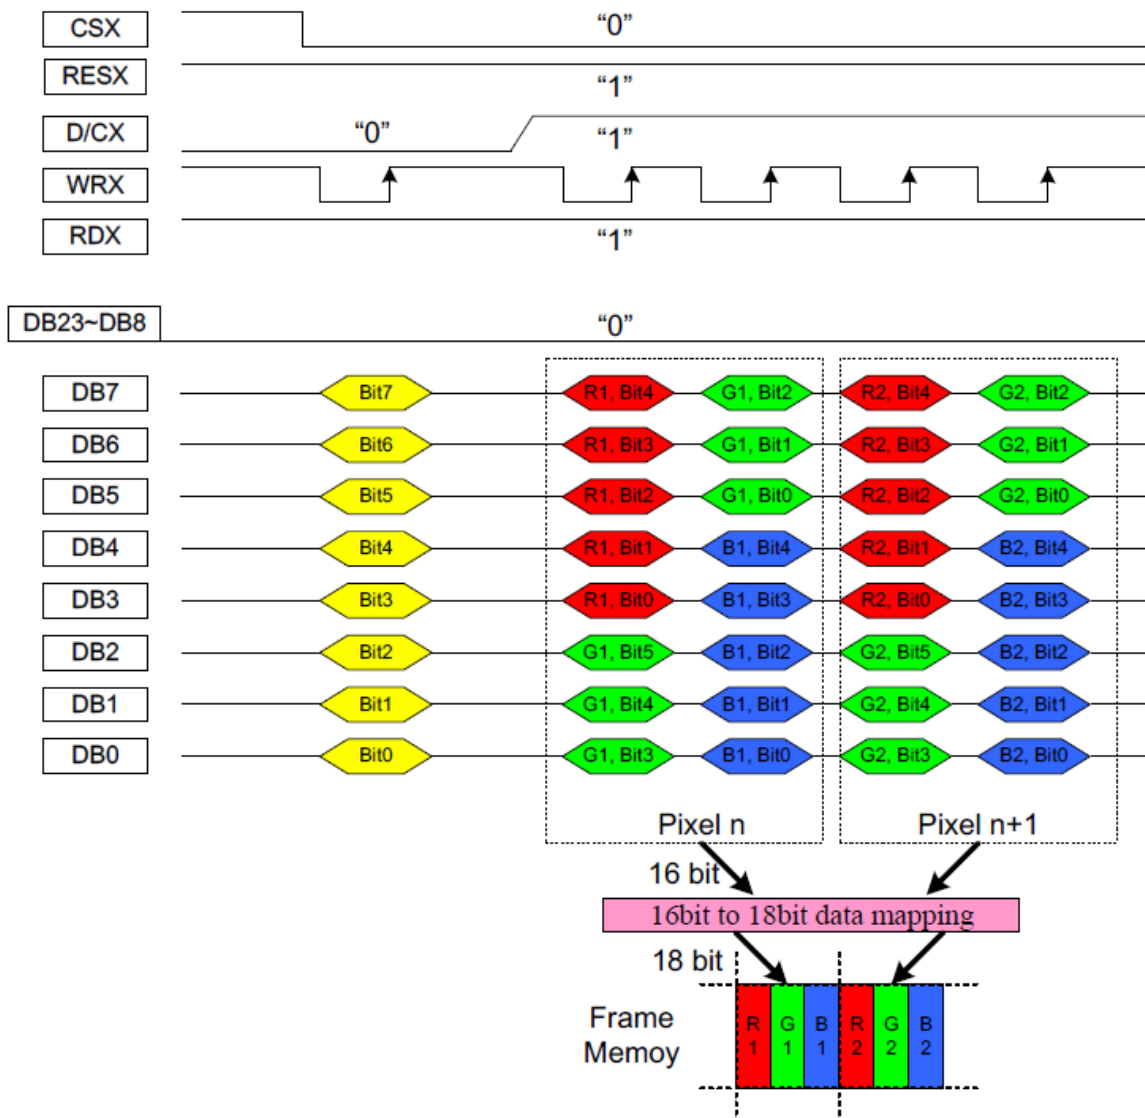 CSX “0”
RESX “1”
D/CX “0” “1”
WRX
RDX “1”
DB23~DB8 “0”
DB7 Bit7 R1, Bit4 G1, Bit2 R2, Bit4 G2, Bit2
DB6 Bit6 R1, Bit3 G1, Bit1 R2, Bit3 G2, Bit1
DB5 Bit5 R1, Bit2 G1, Bit0 R2, Bit2 G2, Bit0
DB4 Bit4 R1, Bit1 B1, Bit4 R2, Bit1 B2, Bit4
DB3 Bit3 R1, Bit0 B1, Bit3 R2, Bit0 B2, Bit3
DB2 Bit2 G1, Bit5 B1, Bit2 G2, Bit5 B2, Bit2
DB1 Bit1 G1, Bit4 B1, Bit1 G2, Bit4 B2, Bit1
DB0 Bit0 G1, Bit3 B1, Bit0 G2, Bit3 B2, Bit0
Pixel n Pixel n+1
16 bit
16bit to 18bit data mapping
18 bit
Frame
Memoy
R G B R G B
1 1 1 2 2 2